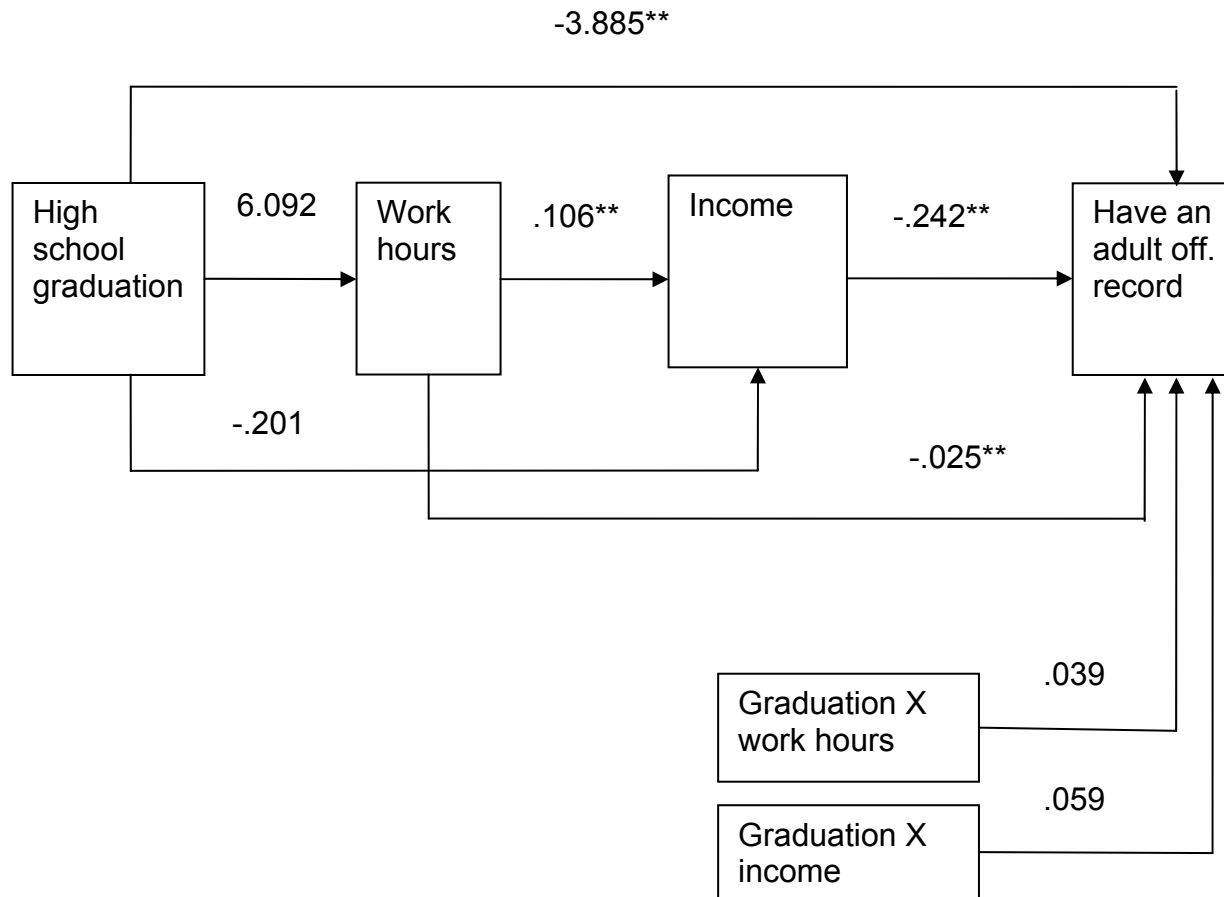 -3.885**
High
school
graduation
6.092
Work
hours
.106**
Income
-.242**
Have an
adult off.
record
-.201
-.025**
.039
Graduation X
work hours
.059
Graduation X
income